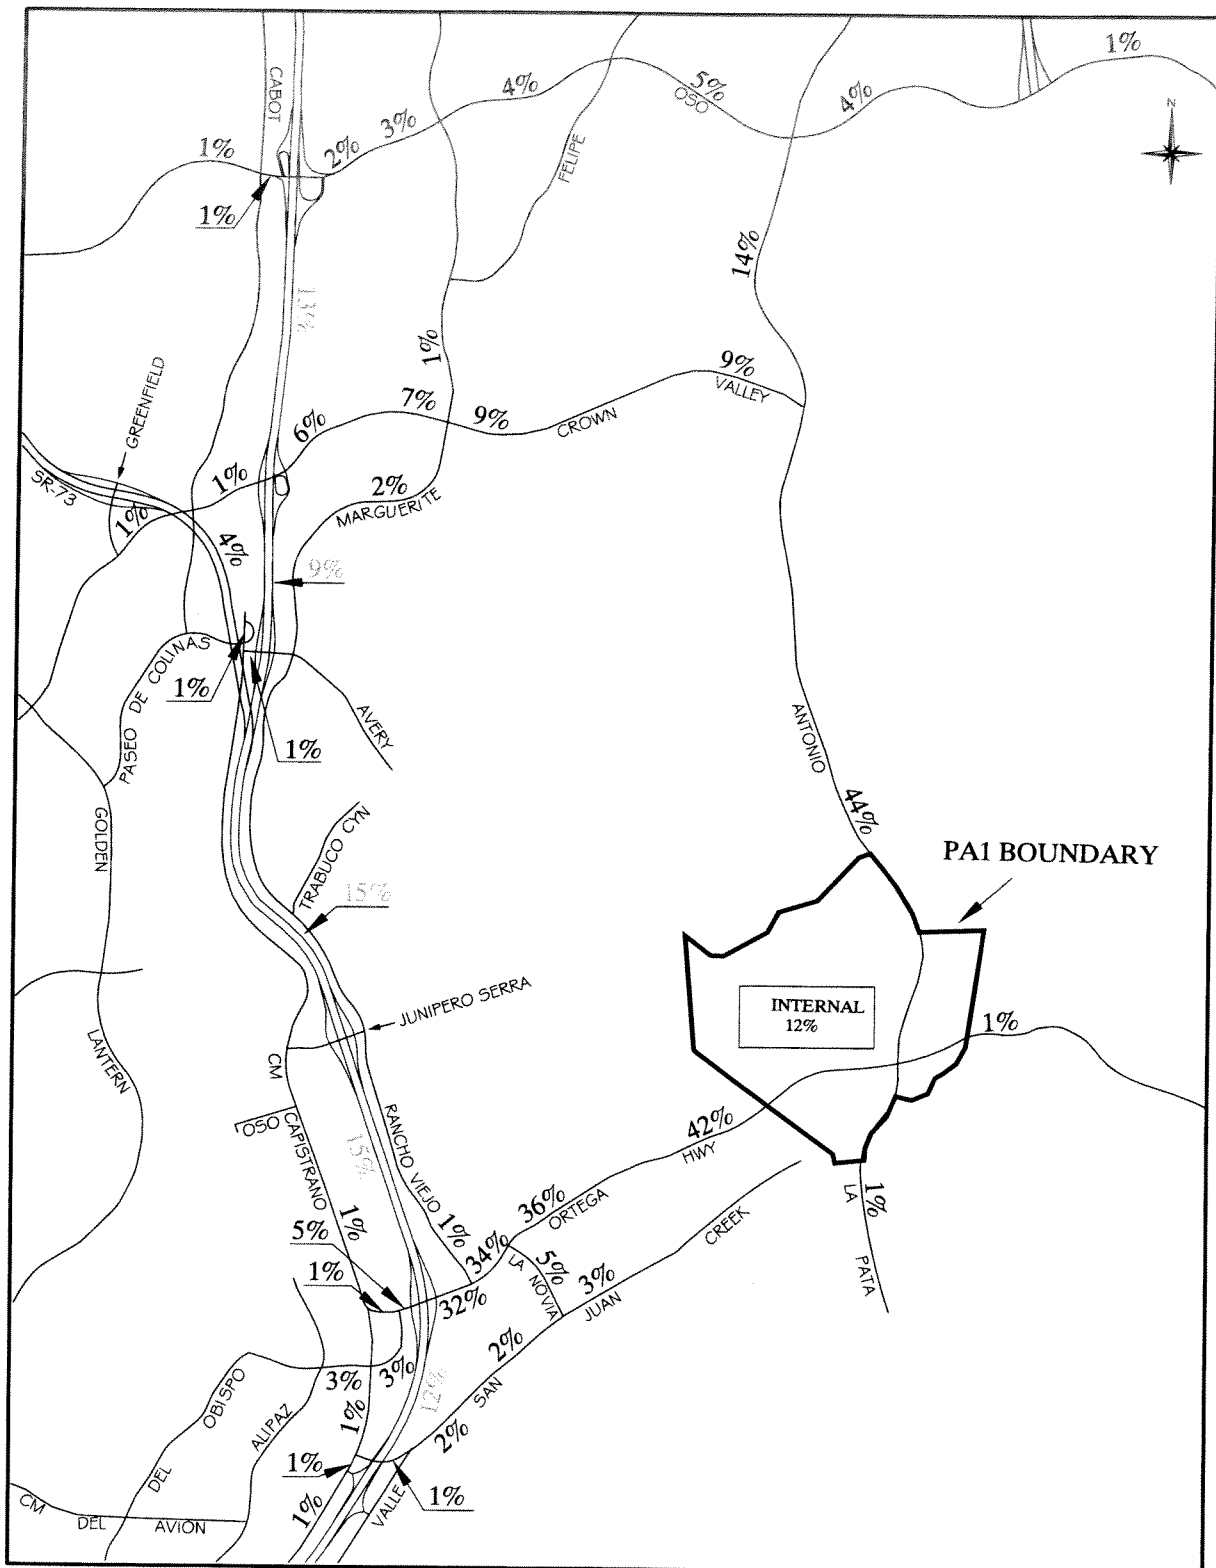 1%
4%
5%
OSO
4%
CABOT
3%
N
1%
2%
FELIPE
1%
14%
13%
1%
GREENFIELD
9%
VALLEY
7%
9%
CROWN
6%
1%
SR-73
2%
MARGUERITE
1%
4%
9%
PASEO DE COLINAS
1%
AVERY
1%
ANTONIO
44%
GOLDEN
TRABUCO CYN
PA1 BOUNDARY
15%
JUNIPERO SERRA
INTERNAL
12%
1%
LANTERN
CM
CAPISTRANO
OSO
RANCHO VIEJO
15%
42%
HWY
36%
ORTEGA
LA
1%
PATA
CREEK
1%
5%
1%
1%
34%
LA NOVIA
5%
3%
JUAN
32%
2%
3%
3%
12%
SAN
OBISPO
ALIPAZ
1%
2%
1%
DEL
1%
1%
VALLE
CM
DEL
AVION